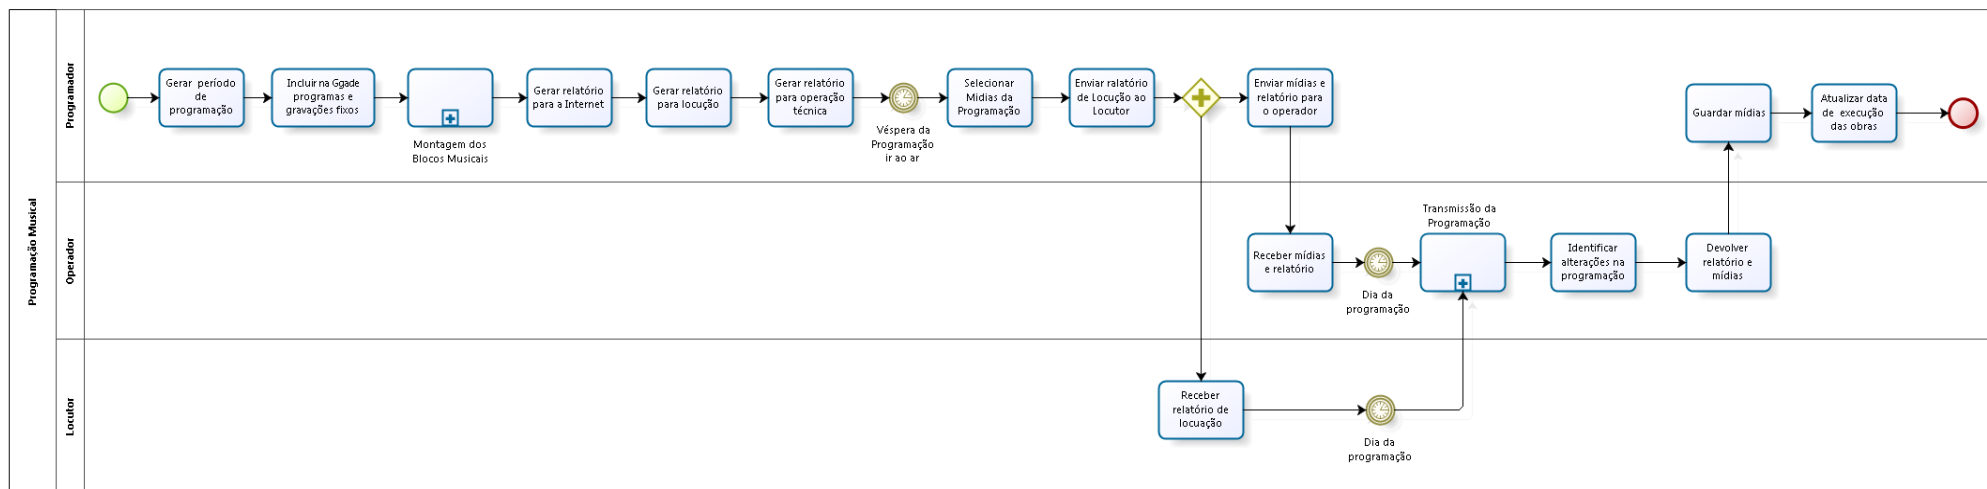 Programação Musical
Programador
Gerar período
de
programação
Incluir na Ggade
programas e
gravações fixos
Montagem dos
Blocos Musicais
Gerar relatório
para a Internet
Gerar relatório
para locução
Gerar relatório
para operação
técnica
Véspera da
Programação
ir ao ar
Selecionar
Midias da
Programação
Enviar ralatório
de Locução ao
Locutor
Enviar mídias e
relatório para
o operador
Guardar mídias
Atualizar data
de execução
das obras
Operador
Receber mídias
e relatório
Dia da
programação
Transmissão da
Programação
Identificar
alterações na
programação
Devolver
relatório e
mídias
Locutor
Receber
relatório de
locuação
Dia da
programação